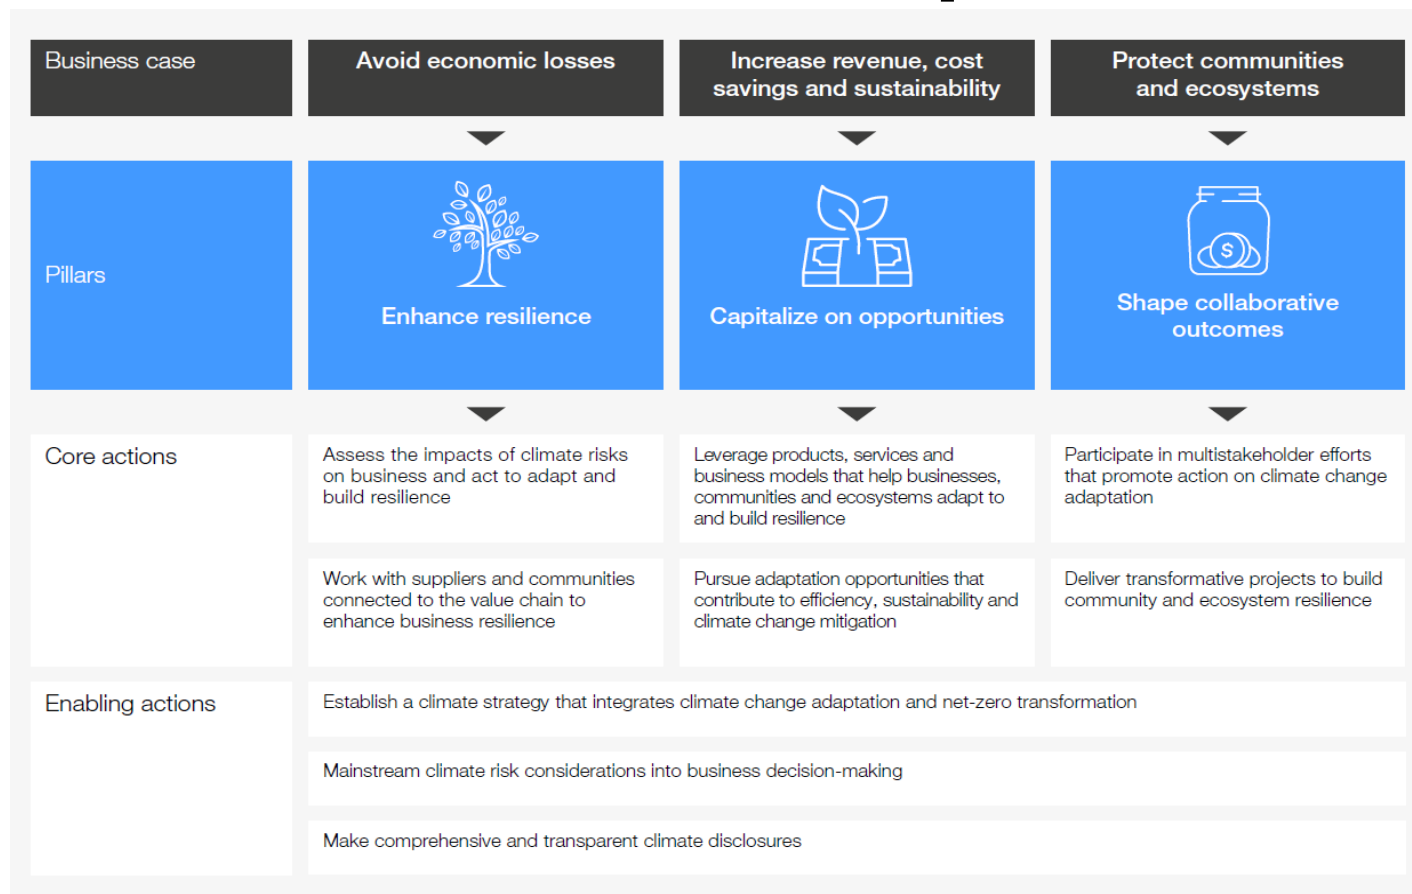 Business case
Avoid economic losses
Increase revenue, cost
savings and sustainability
Protect communities
and ecosystems
Pillars
Enhance resilience
Capitalize on opportunities
$
Shape collaborative
outcomes
Core actions
Assess the impacts of climate risks
on business and act to adapt and
build resilience
Leverage products, services and
business models that help businesses,
communities and ecosystems adapt to
and build resilience
Participate in multistakeholder efforts
that promote action on climate change
adaptation
Work with suppliers and communities
connected to the value chain to
enhance business resilience
Pursue adaptation opportunities that
contribute to efficiency, sustainability and
climate change mitigation
Deliver transformative projects to build
community and ecosystem resilience
Enabling actions
Establish a climate strategy that integrates climate change adaptation and net-zero transformation
Mainstream climate risk considerations into business decision-making
Make comprehensive and transparent climate disclosures